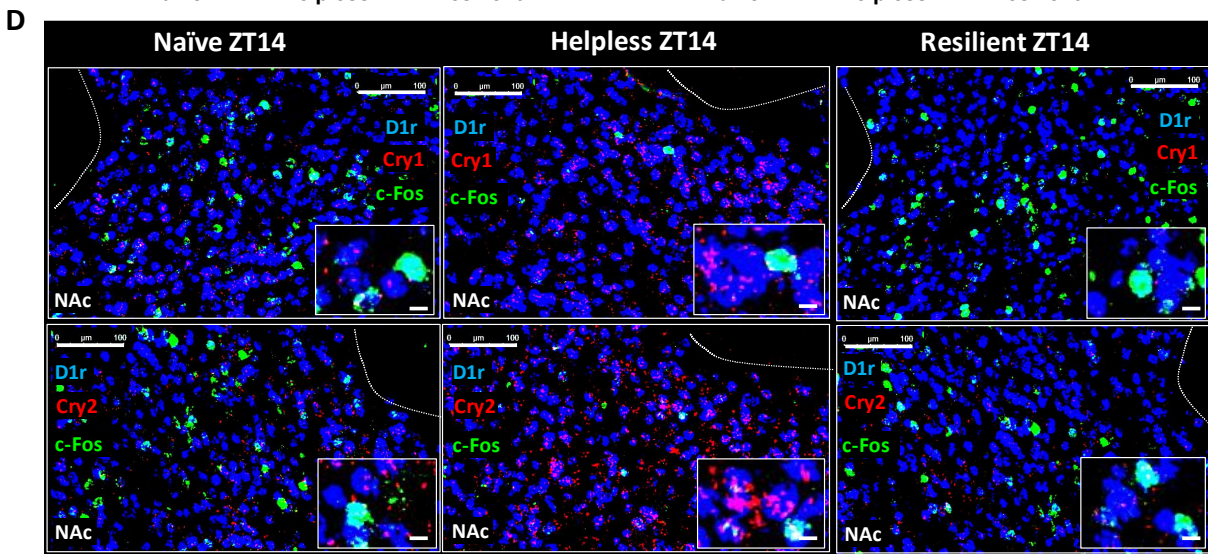 D
Naïve ZT14
Helpless ZT14
Resilient ZT14
0 µm 100
D1r
Cry1
c-Fos
NAc
0 µm 100
D1r
Cry1
c-Fos
NAc
0 µm 100
D1r
Cry1
c-Fos
NAc
0 µm 100
D1r
Cry2
c-Fos
NAc
0 µm 100
D1r
Cry2
c-Fos
NAc
0 µm 100
D1r
Cry2
c-Fos
NAc